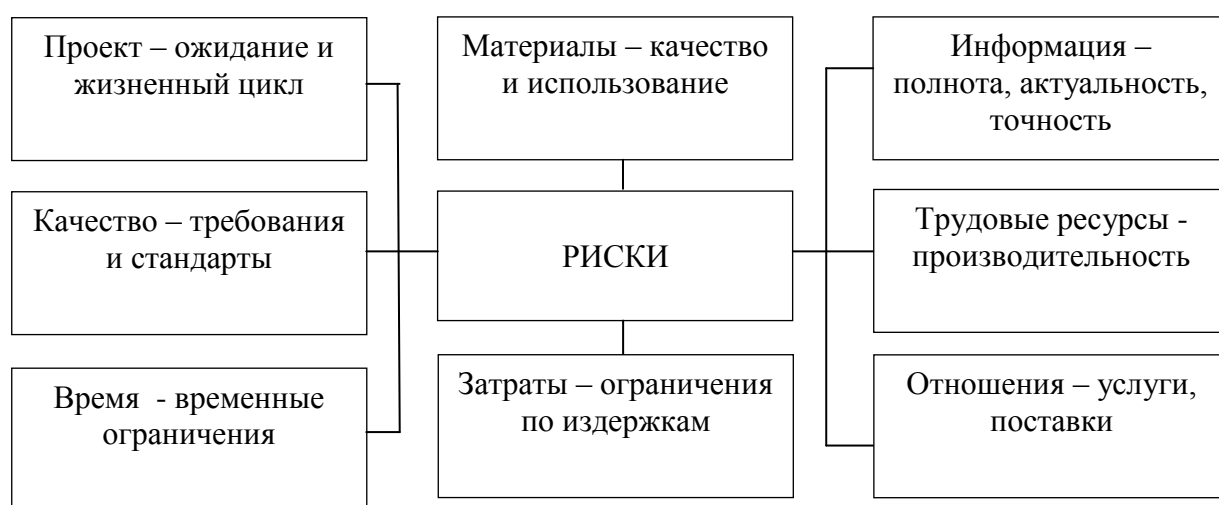 Проект – ожидание и
жизненный цикл
Материалы – качество
и использование
Информация –
полнота, актуальность,
точность
Качество – требования
и стандарты
РИСКИ
Трудовые ресурсы -
производительность
Время  - временные
ограничения
Затраты – ограничения
по издержкам
Отношения – услуги,
поставки